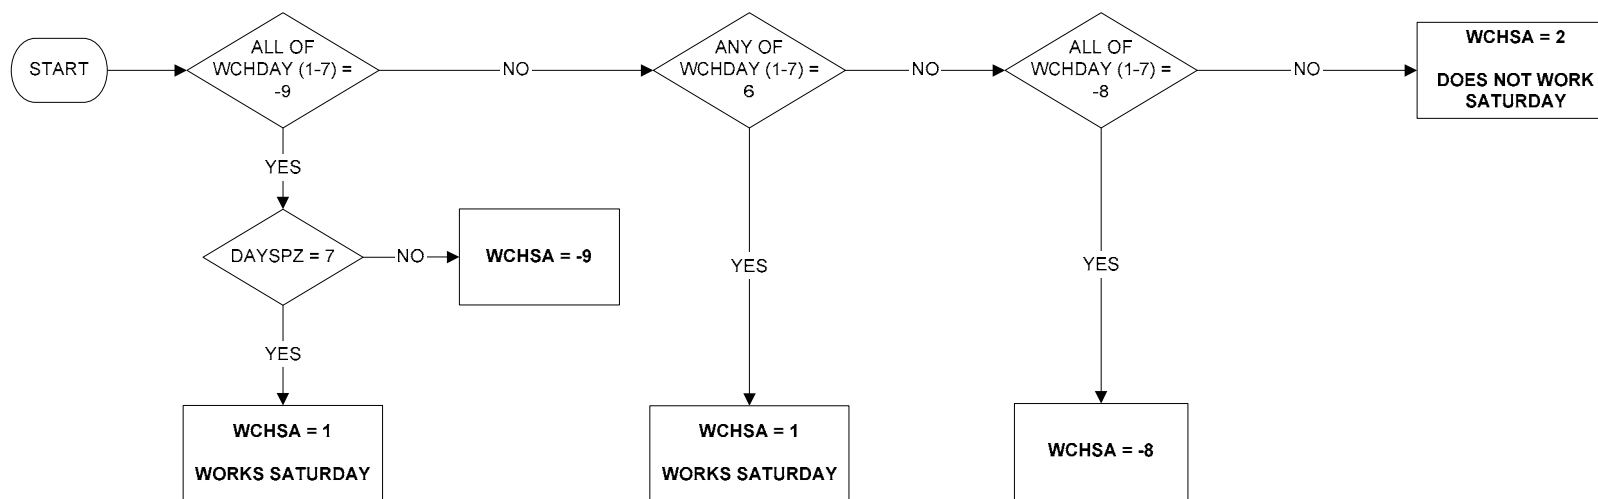 START
ALL OF
WCHDAY (1-7) =
-9
NO
ANY OF
WCHDAY (1-7) =
6
NO
ALL OF
WCHDAY (1-7) =
-8
NO
WCHSA = 2
DOES NOT WORK
SATURDAY
YES
DAYSPZ = 7
NO
WCHSA = -9
YES
YES
YES
WCHSA = 1
WORKS SATURDAY
WCHSA = 1
WORKS SATURDAY
WCHSA = -8